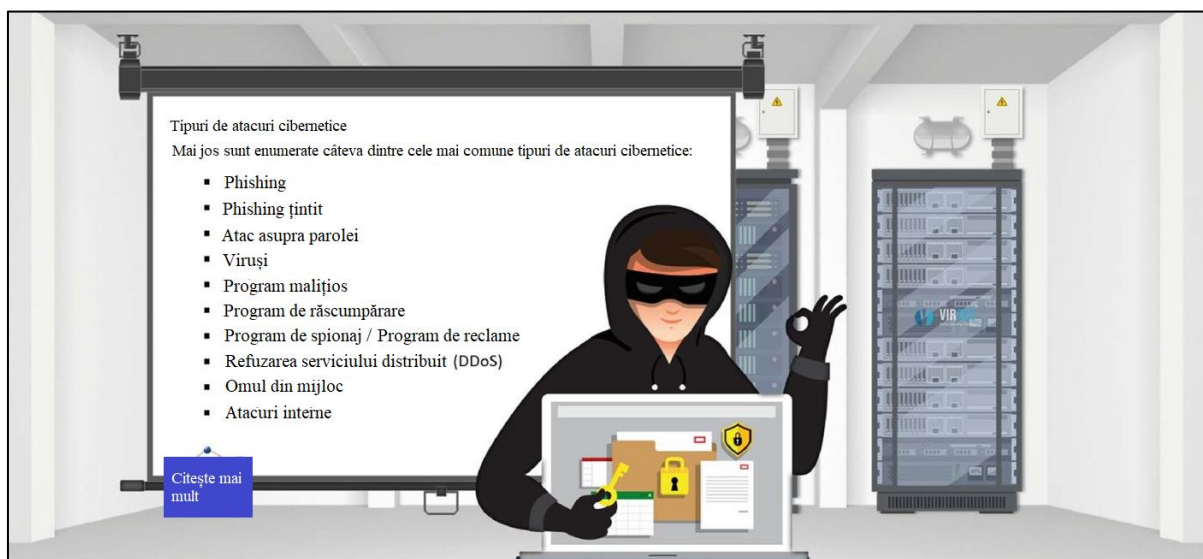 Tipuri de atacuri cibernetice
Mai jos sunt enumerate câteva dintre cele mai comune tipuri de atacuri cibernetice:
Phishing
Phishing țintit
Atac asupra parolei
Viruși
Program malițios
Program de răscumpărare
Program de spionaj / Program de reclame
Refuzarea serviciului distribuit (DDoS)
Omul din mijloc
Atacuri interne
Citește mai
mult